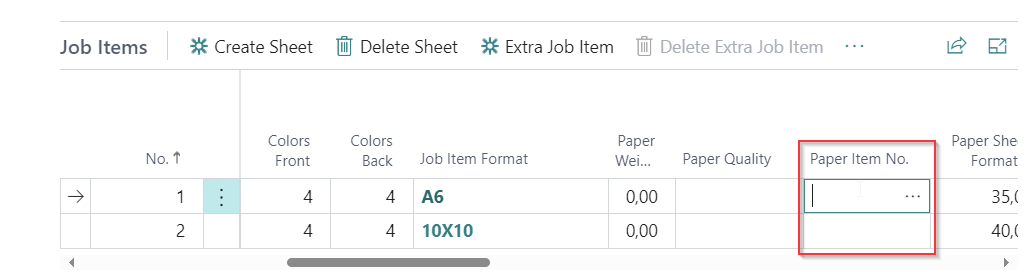 Job Items Create Sheet Delete Sheet Extra Job Item Delete Extra Job Item ...
Colors Colors Paper Paper Shee
No. ↑ Front Back Job Item Format Wei... Paper Quality Paper Item No. Format
→ 1 4 4 A6 0,00 ... 35,0
2 4 4 10X10 0,00 40,0